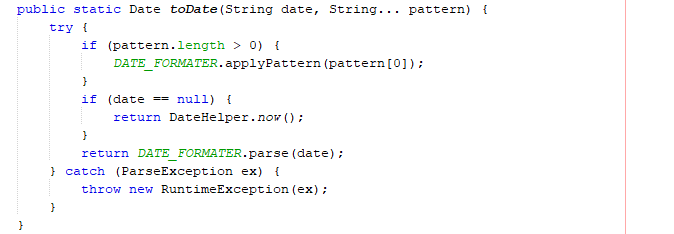 public static Date toDate(String date, String... pattern) {
try {
if (pattern.length > 0) {
DATE_FORMATER.applyPattern(pattern[0]);
}
if (date == null) {
return DateHelper.now();
}
return DATE_FORMATER.parse(date);
} catch (ParseException ex) {
throw new RuntimeException(ex);
}
}